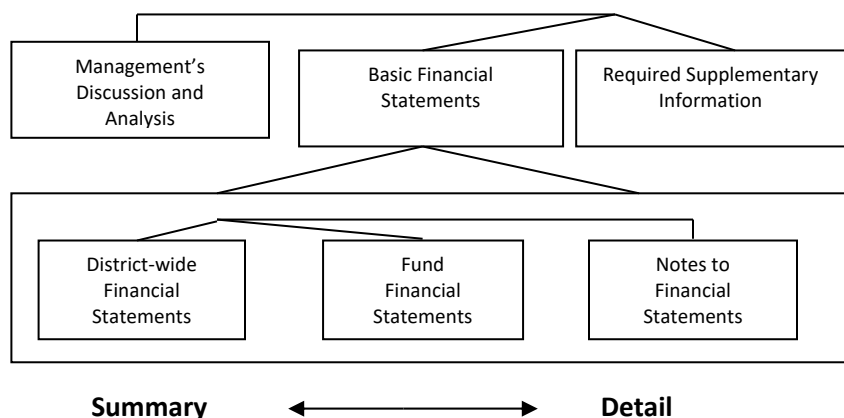 Management’s
Discussion and
Analysis
Basic Financial
Statements
Required Supplementary
Information
District-wide
Financial
Statements
Fund
Financial
Statements
Notes to
Financial
Statements
Summary
Detail